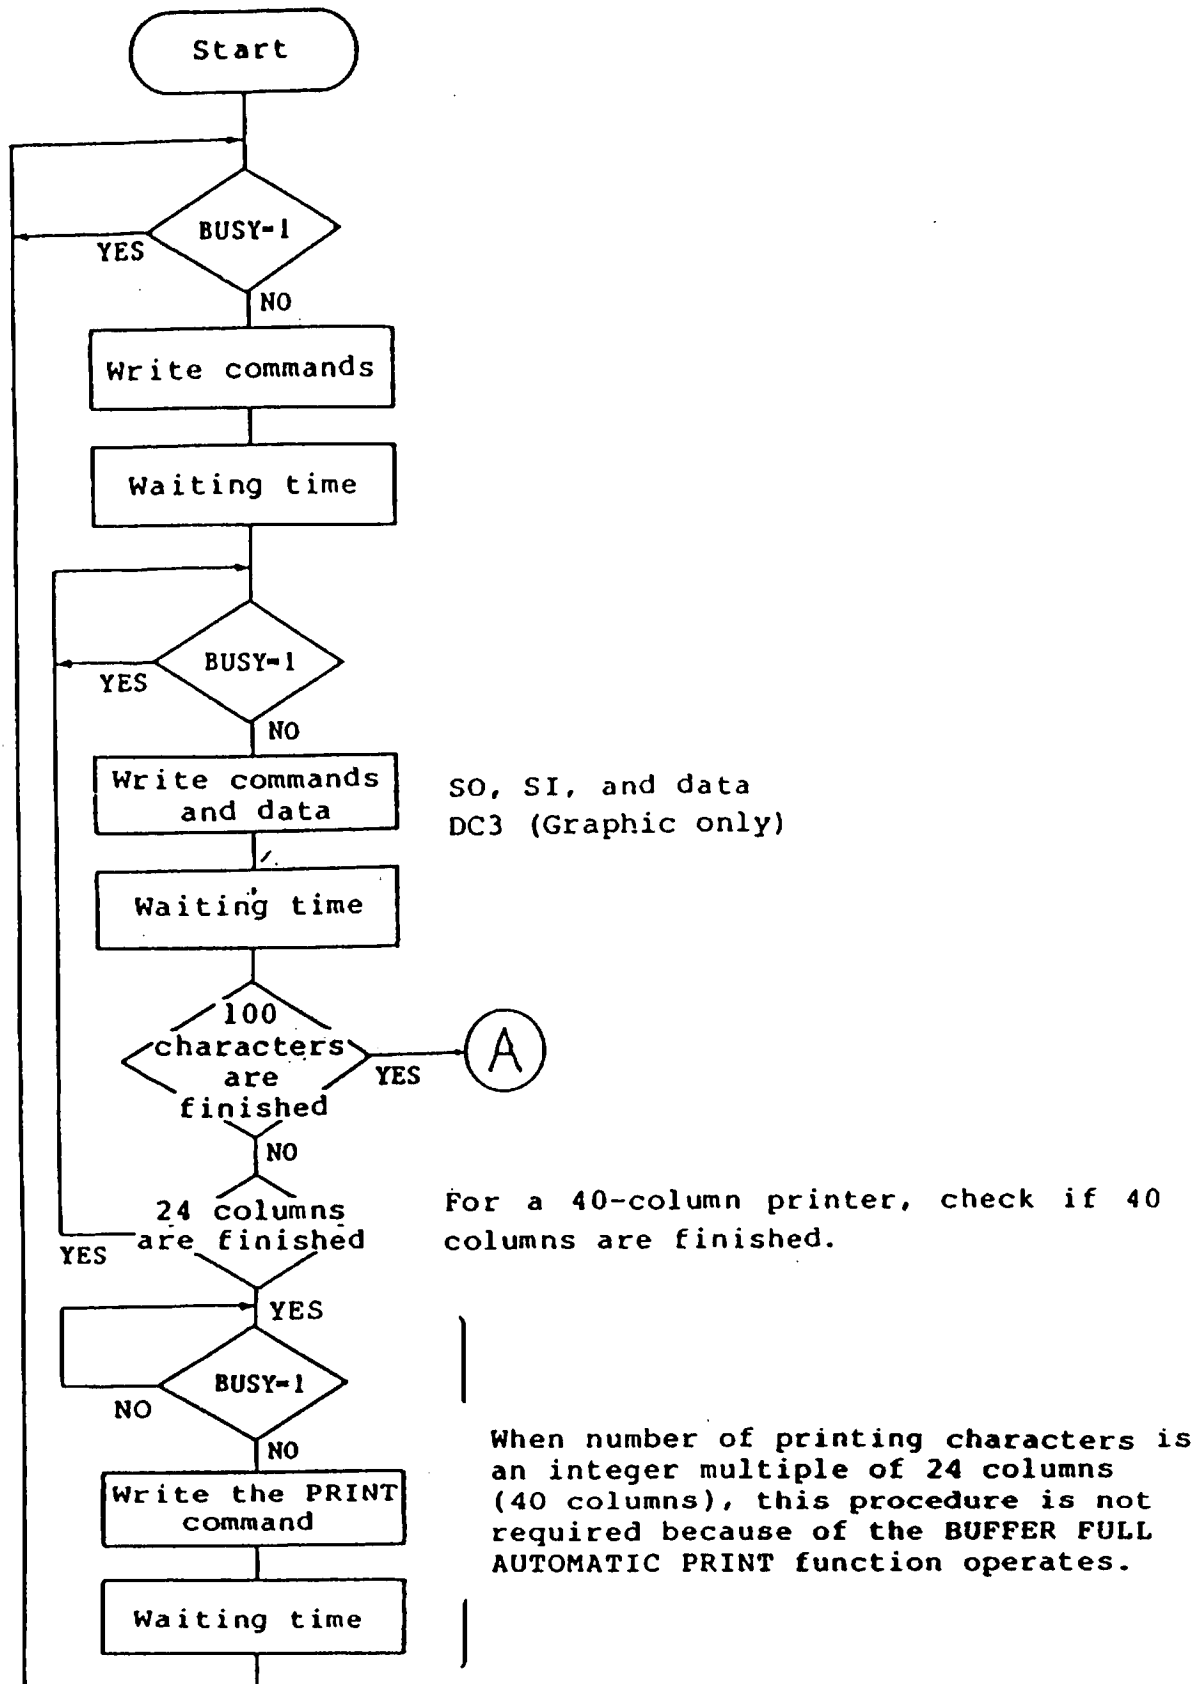 Start
BUSY=1
YES
NO
Write commands
Waiting time
BUSY=1
YES
NO
Write commands
and data
SO, SI, and data
DC3 (Graphic only)
Waiting time
100
characters
are
finished
YES
A
NO
24 columns
are finished
YES
For a 40-column printer, check if 40
columns are finished.
YES
BUSY=1
NO
NO
Write the PRINT
command
When number of printing characters is
an integer multiple of 24 columns
(40 columns), this procedure is not
required because of the BUFFER FULL
AUTOMATIC PRINT function operates.
Waiting time